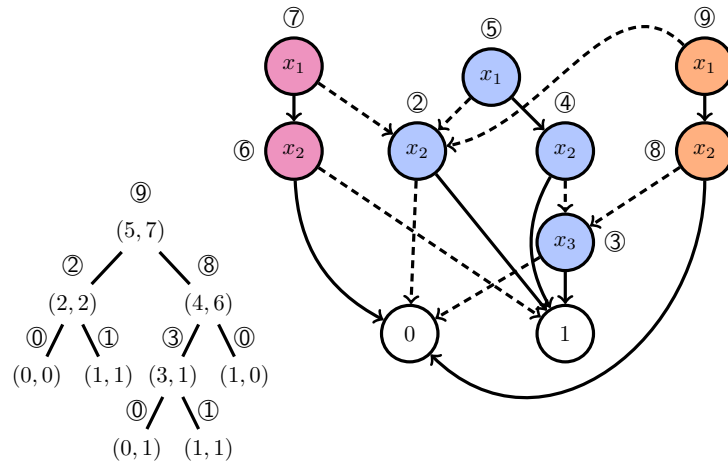 ⑦ ⑤ ⑨
x₁ x₁ x₁
② ④
⑥ x₂ x₂ x₂ ⑧ x₂
⑨
(5, 7)
x₃ ③
② ⑧
(2, 2) (4, 6)
0 1
⓪ ① ③ ⓪
(0, 0) (1, 1) (3, 1) (1, 0)
⓪ ①
(0, 1) (1, 1)